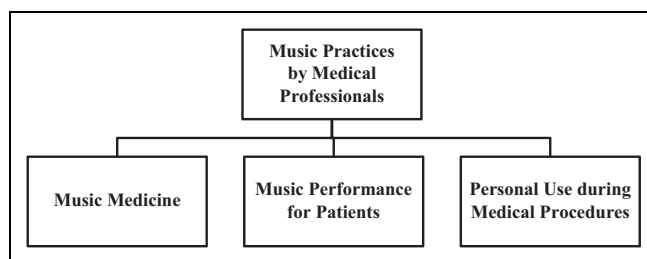 Music Practices
by Medical
Professionals
Music Medicine
Music Performance
for Patients
Personal Use during
Medical Procedures